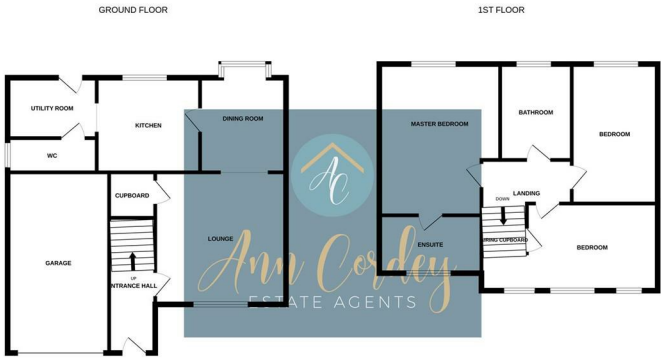 GROUND FLOOR
1ST FLOOR
UTILITY ROOM
KITCHEN
DINING ROOM
WC
CUPBOARD
LOUNGE
GARAGE
UP
ENTRANCE HALL
MASTER BEDROOM
BATHROOM
BEDROOM
LANDING
DOWN
ENSUITE
CUPBOARD
BEDROOM
AC
Ann Cordey
ESTATE AGENTS